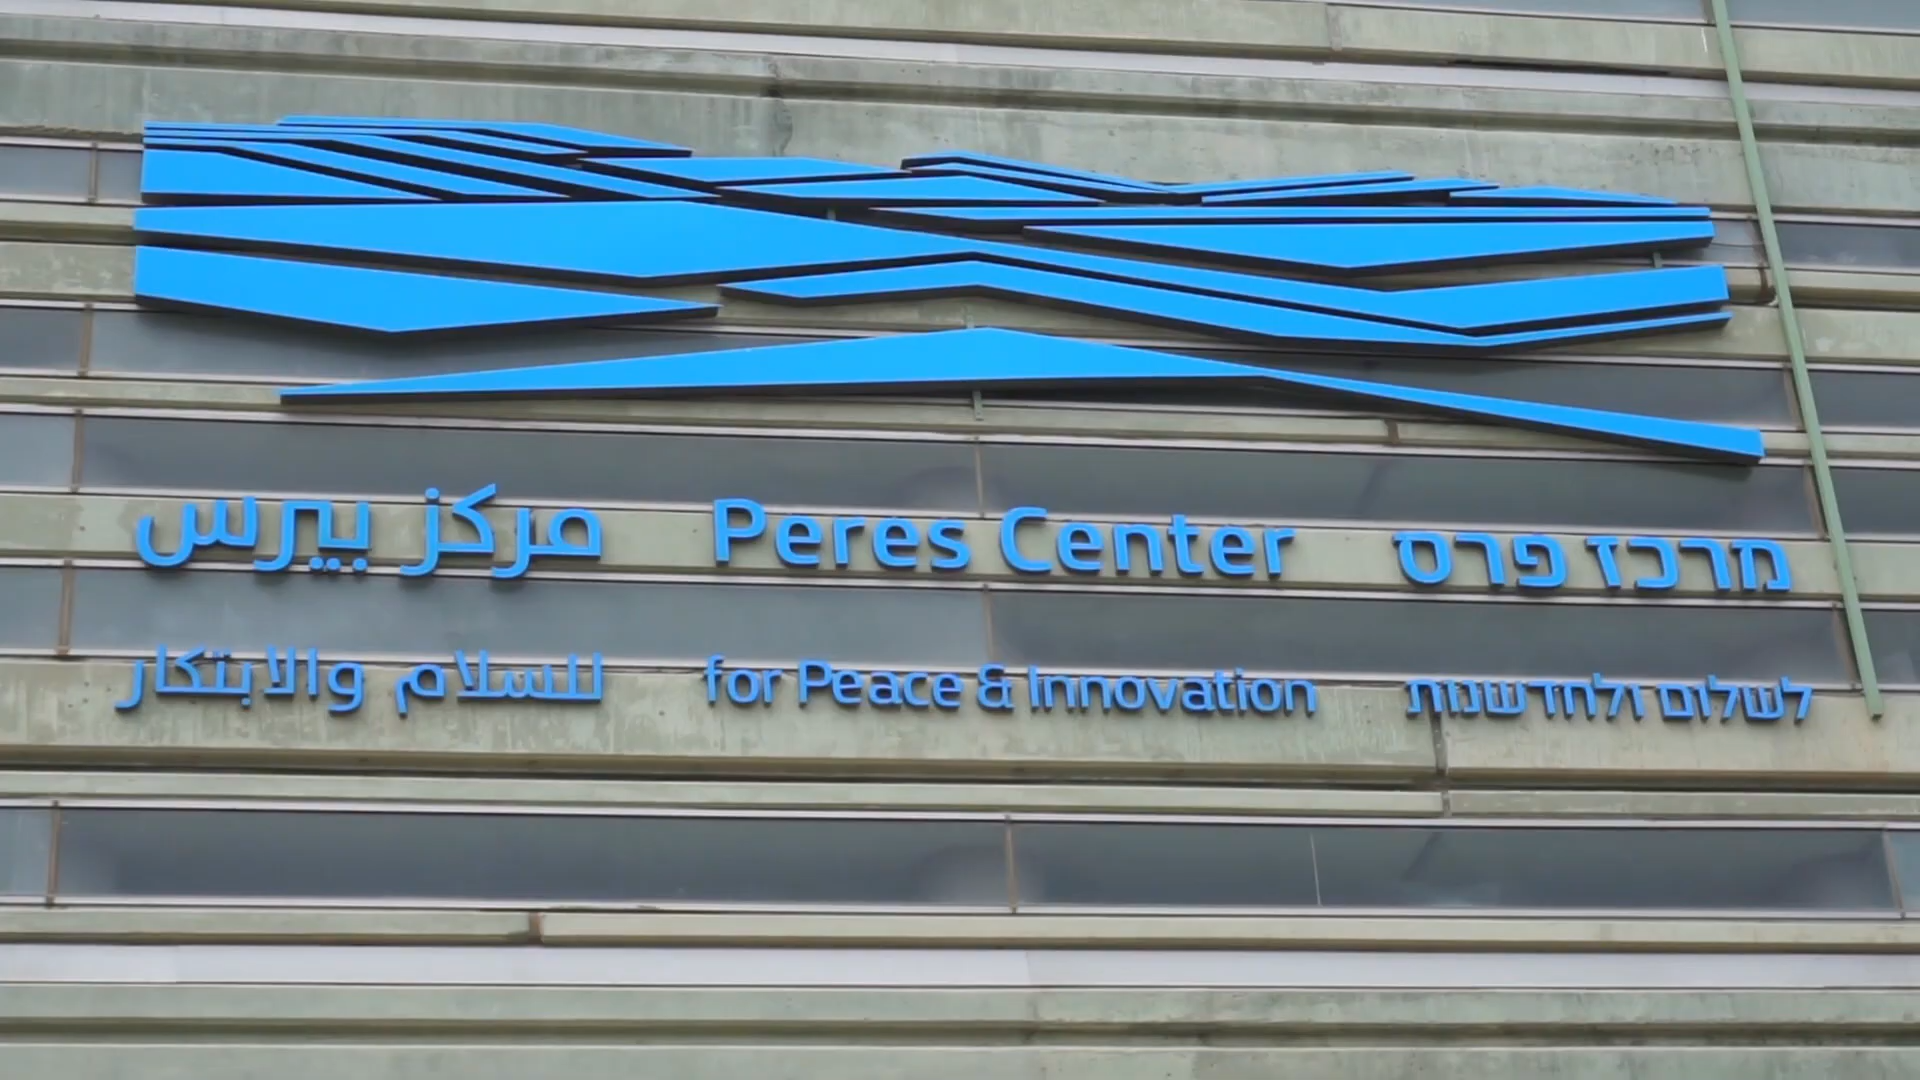 مركز بيرس Peres Center מרכז פרס
للسلام والابتكار for Peace & Innovation לשלום ולחדשנות